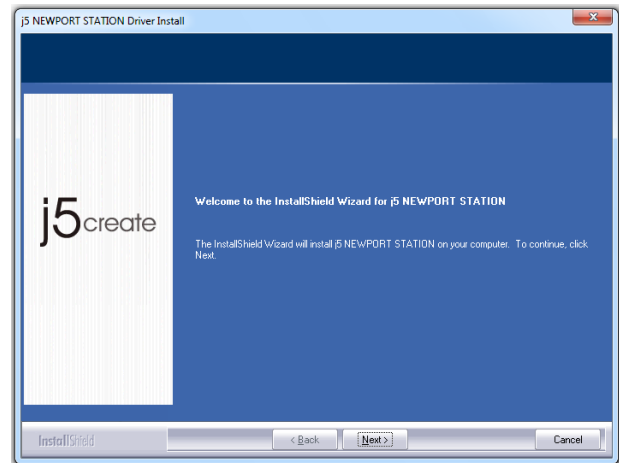 j5 NEWPORT STATION Driver Install
j5create
Welcome to the InstallShield Wizard for j5 NEWPORT STATION
The InstallShield Wizard will install j5 NEWPORT STATION on your computer.  To continue, click
Next.
InstallShield
< Back
Next >
Cancel